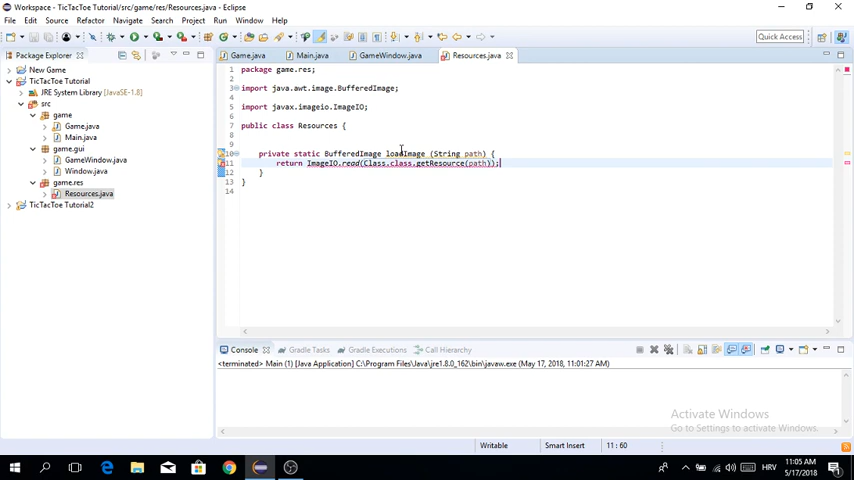 Workspace - TicTacToe Tutorial/src/game/res/Resources.java - Eclipse
File Edit Source Refactor Navigate Search Project Run Window Help
Quick Access
Package Explorer
New Game
TicTacToe Tutorial
JRE System Library [JavaSE-1.8]
src
game
Game.java
Main.java
game.gui
GameWindow.java
Window.java
game.res
Resources.java
TicTacToe Tutorial2
Game.java Main.java GameWindow.java Resources.java
1 package game.res;
2
3 import java.awt.image.BufferedImage;
4
5 import javax.imageio.ImageIO;
6
7 public class Resources {
8
9
10 private static BufferedImage loadImage (String path) {
11 return ImageIO.read(Class.class.getResource(path));
12 }
13 }
14
Console Gradle Tasks Gradle Executions Call Hierarchy
<terminated> Main (1) [Java Application] C:\Program Files\Java\jre1.8.0_162\bin\javaw.exe (May 17, 2018, 11:01:27 AM)
Activate Windows
Go to Settings to activate Windows.
Writable Smart Insert 11 : 60
HRV
11:05 AM
5/17/2018